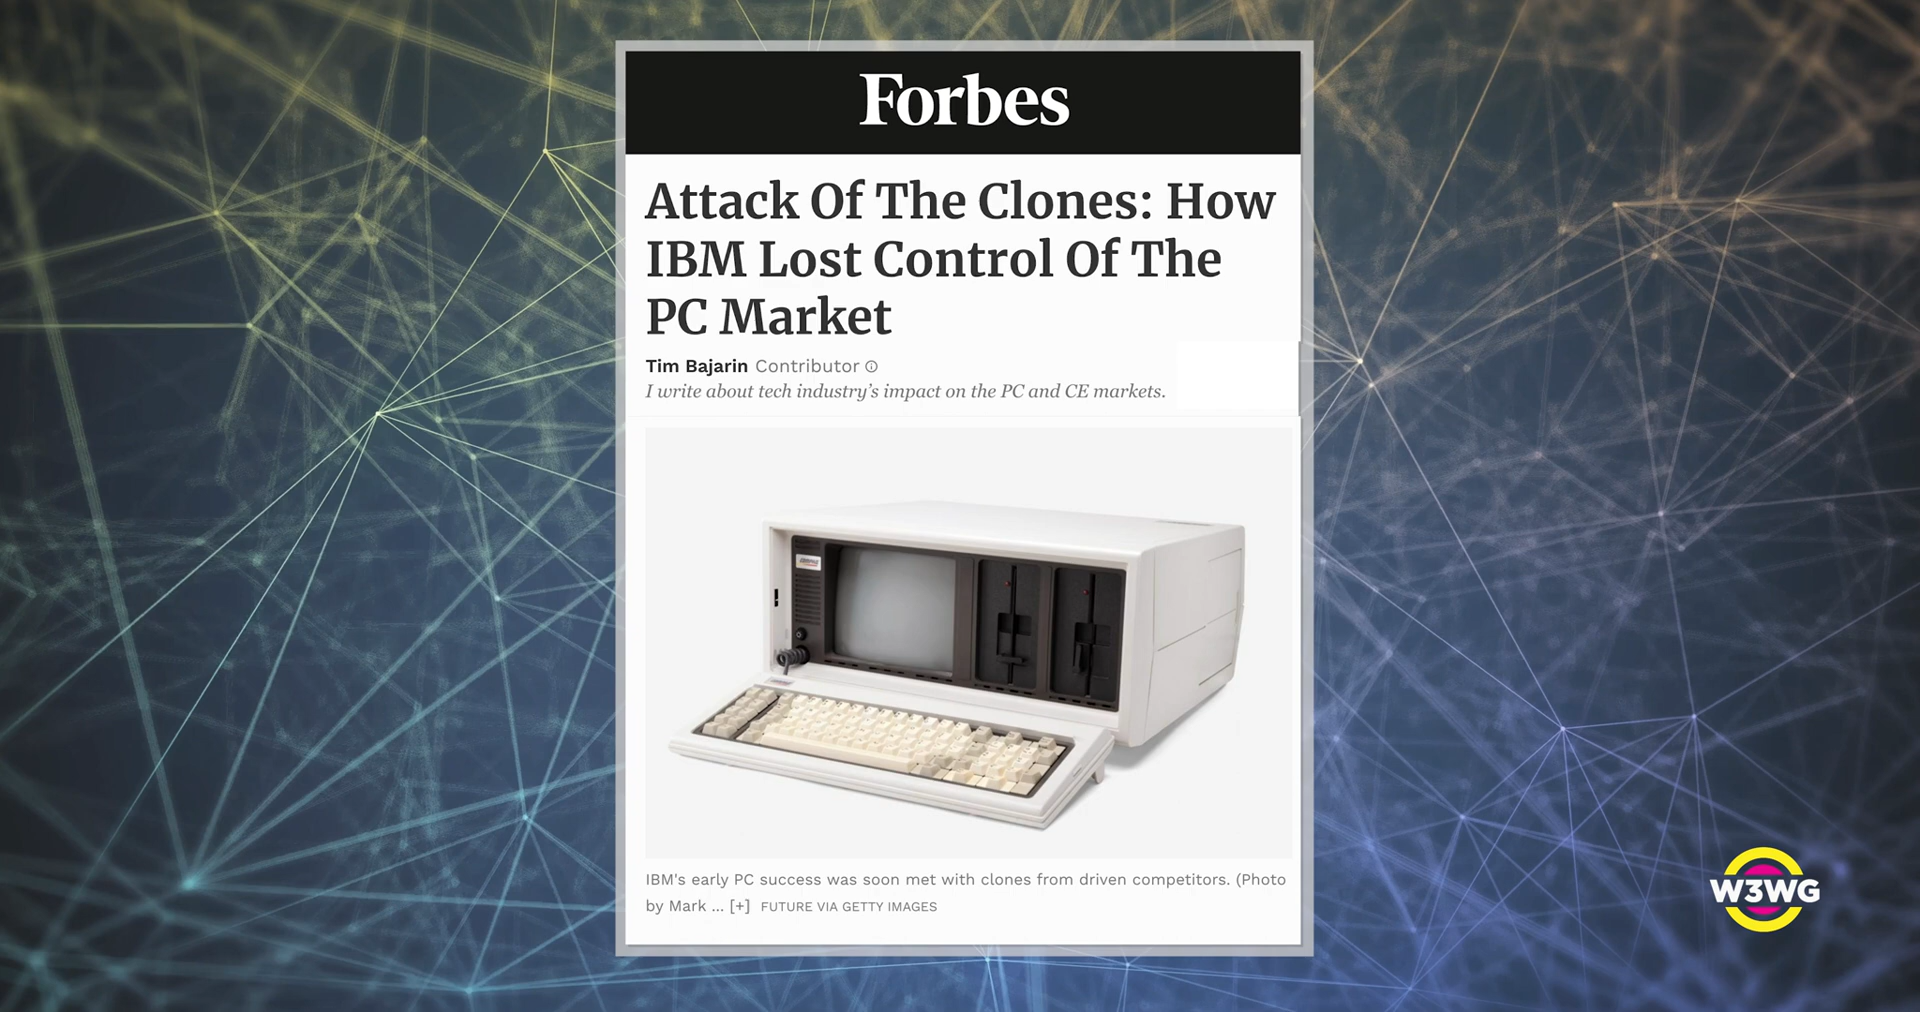 Forbes
Attack Of The Clones: How
IBM Lost Control Of The
PC Market
Tim Bajarin Contributor
I write about tech industry's impact on the PC and CE markets.
IBM's early PC success was soon met with clones from driven competitors. (Photo
by Mark ... [+] FUTURE VIA GETTY IMAGES
W3WG